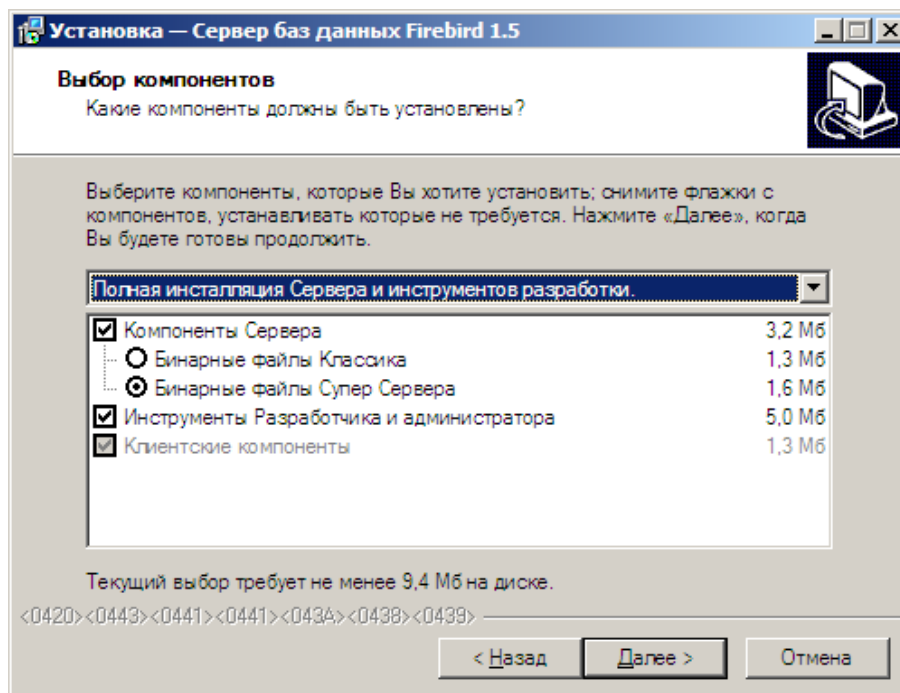 Установка — Сервер баз данных Firebird 1.5
Выбор компонентов
Какие компоненты должны быть установлены?
Выберите компоненты, которые Вы хотите установить; снимите флажки с
компонентов, устанавливать которые не требуется. Нажмите «Далее», когда
Вы будете готовы продолжить.
Полная инсталляция Сервера и инструментов разработки.
Компоненты Сервера 3,2 Мб
Бинарные файлы Классика 1,3 Мб
Бинарные файлы Супер Сервера 1,6 Мб
Инструменты Разработчика и администратора 5,0 Мб
Клиентские компоненты 1,3 Мб
Текущий выбор требует не менее 9,4 Мб на диске.
<0420><0443><0441><0441><043A><0438><0439>
< Назад Далее > Отмена